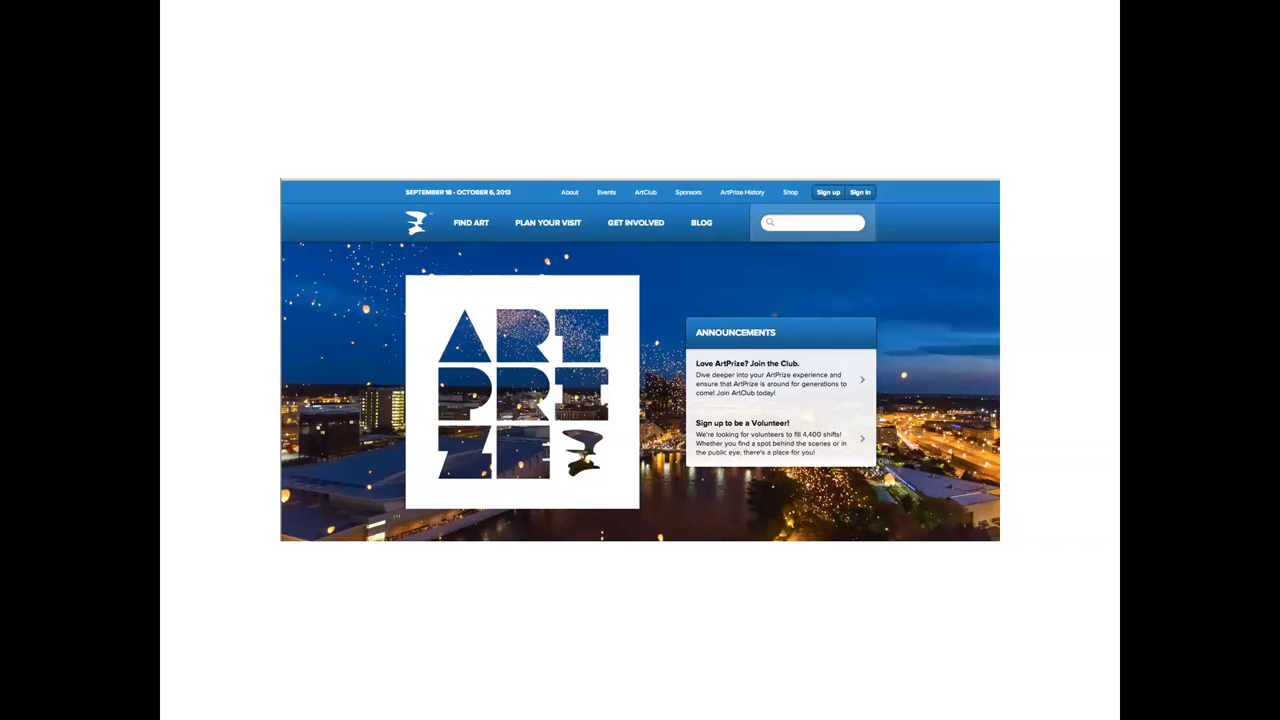 SEPTEMBER 18 - OCTOBER 6, 2013 About Events ArtClub Sponsors ArtPrize History Shop Sign up Sign in
FIND ART PLAN YOUR VISIT GET INVOLVED BLOG
ART
PRI
ZE
ANNOUNCEMENTS
Love ArtPrize? Join the Club.
Dive deeper into your ArtPrize experience and
ensure that ArtPrize is around for generations to
come! Join ArtClub today!
Sign up to be a Volunteer!
We're looking for volunteers to fill 4,400 shifts!
Whether you find a spot behind the scenes or in
the public eye, there's a place for you!